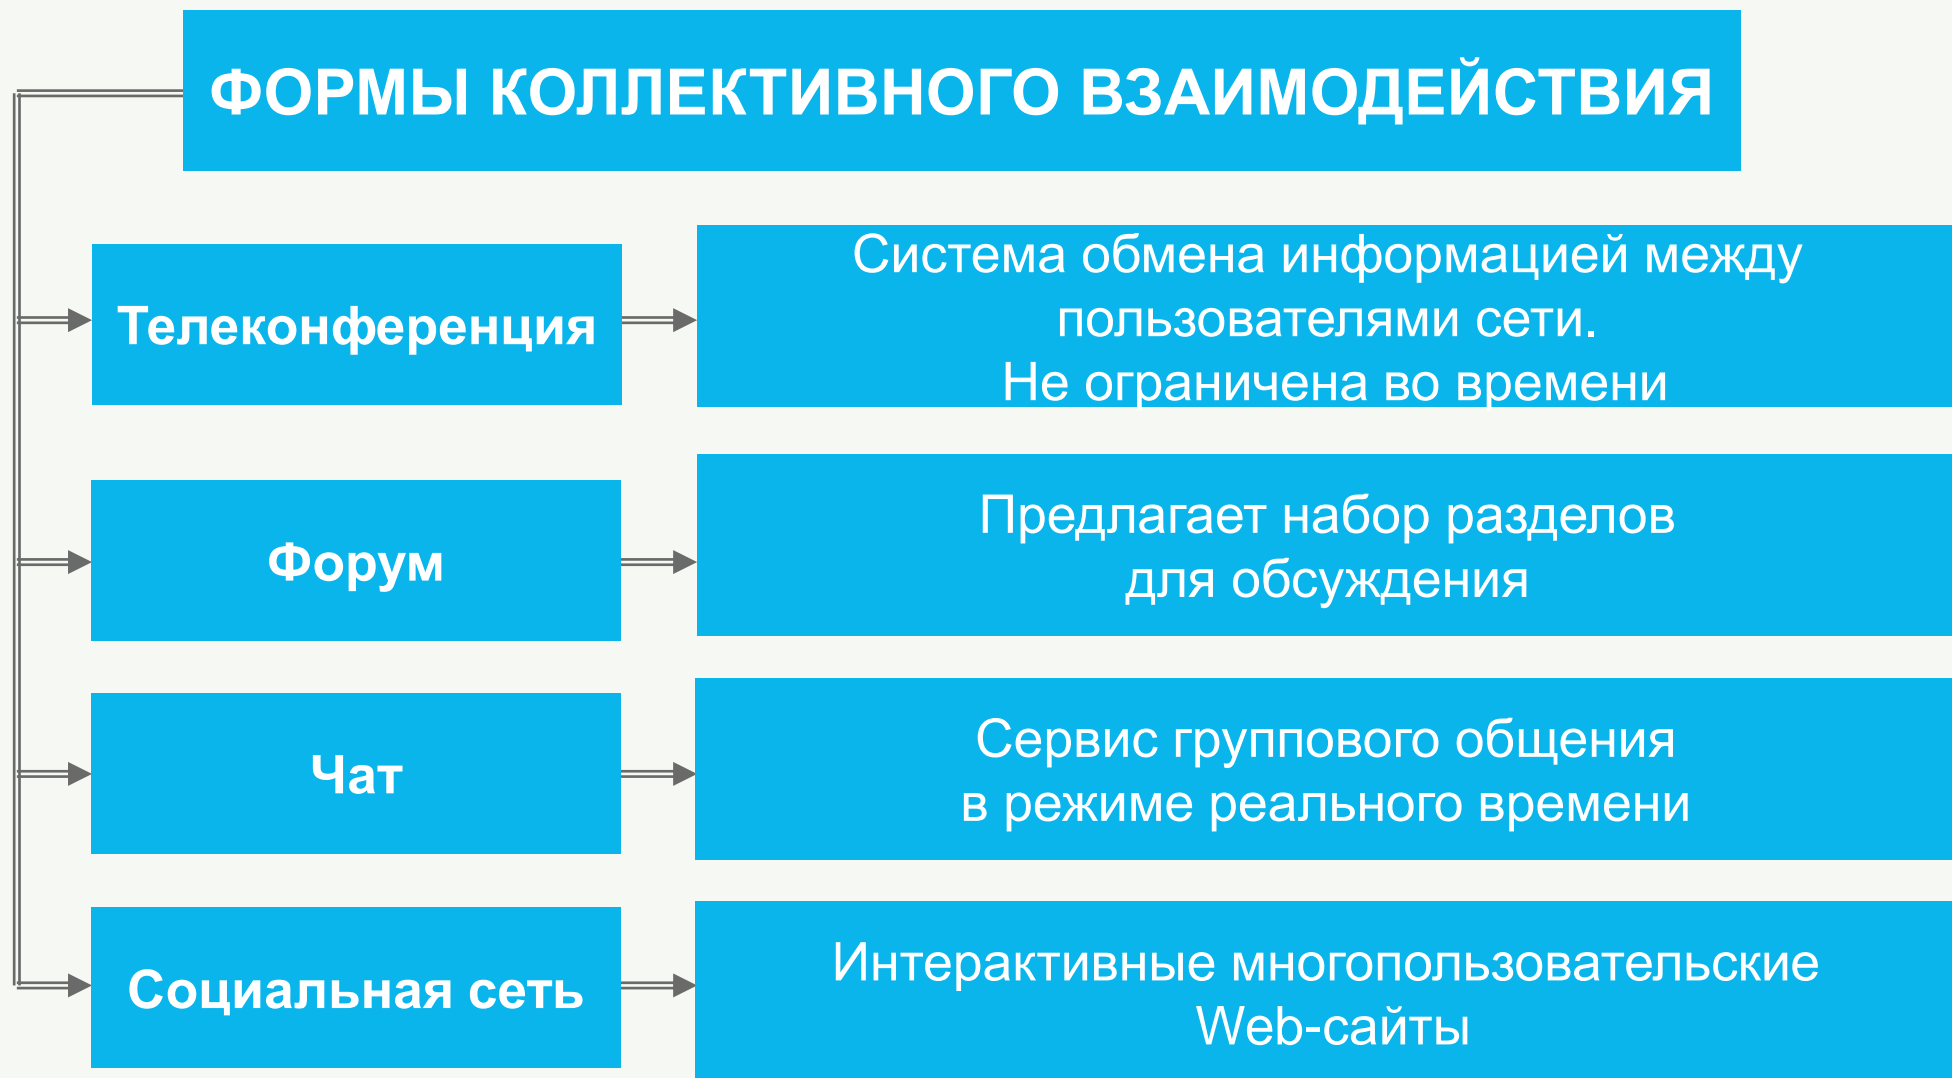 ФОРМЫ КОЛЛЕКТИВНОГО ВЗАИМОДЕЙСТВИЯ
Телеконференция
Система обмена информацией между
пользователями сети.
Не ограничена во времени
Форум
Предлагает набор разделов
для обсуждения
Чат
Сервис группового общения
в режиме реального времени
Социальная сеть
Интерактивные многопользовательские
Web-сайты